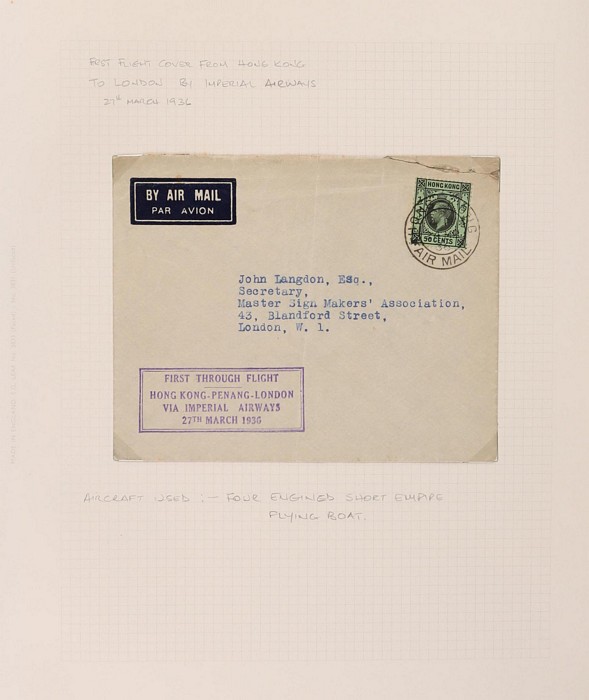 FIRST FLIGHT COVER FROM HONG KONG
TO LONDON BY IMPERIAL AIRWAYS
27th MARCH 1936
BY AIR MAIL
PAR AVION
HONG KONG
50 CENTS
HONG KONG
AIR MAIL
John Langdon, Esq.,
Secretary,
Master Sign Makers' Association,
43, Blandford Street,
London, W. 1.
FIRST THROUGH FLIGHT
HONG KONG-PENANG-LONDON
VIA IMPERIAL AIRWAYS
27TH MARCH 1936
AIRCRAFT USED :- FOUR ENGINED SHORT EMPIRE
FLYING BOAT.